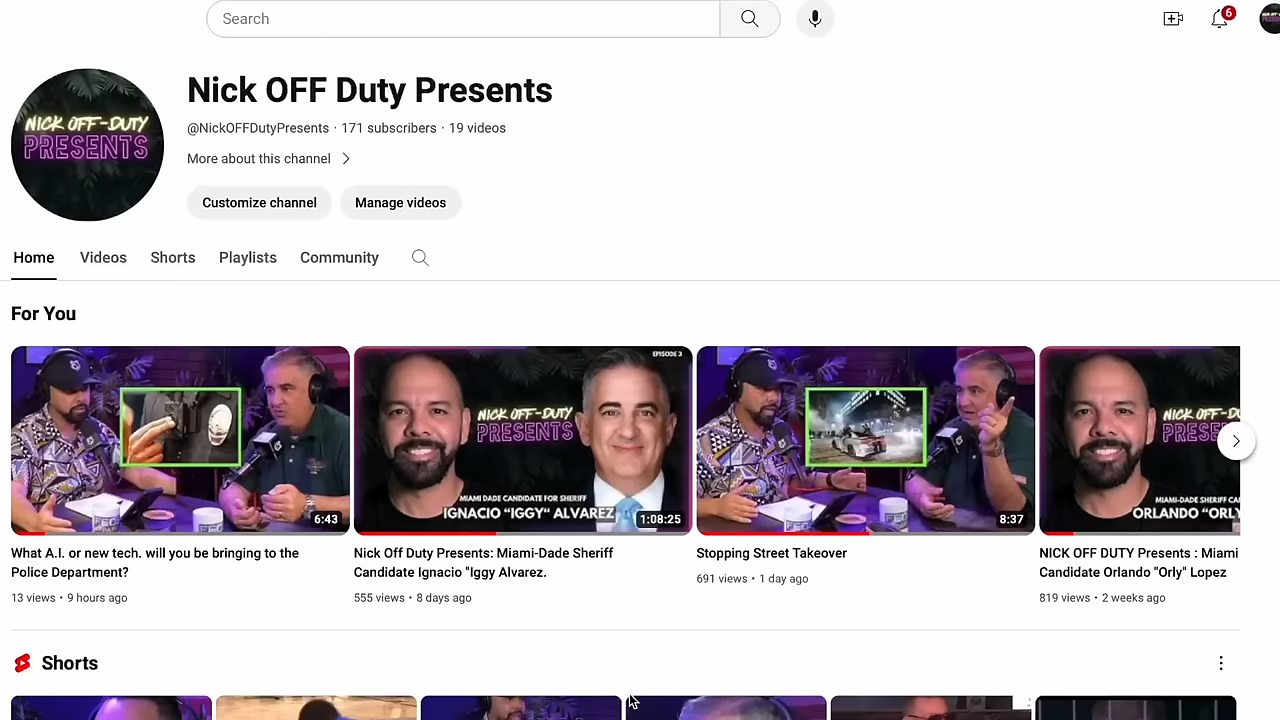 Search
6
Nick OFF Duty Presents
@NickOFFDutyPresents · 171 subscribers · 19 videos
More about this channel
NICK OFF-DUTY
PRESENTS
Customize channel
Manage videos
Home
Videos
Shorts
Playlists
Community
For You
6:43
EPISODE 3
NICK OFF-DUTY
PRESENTS
MIAMI DADE CANDIDATE FOR SHERIFF
IGNACIO "IGGY" ALVAREZ
1:08:25
8:37
NICK OFF-DU
PRESE
MIAMI-DADE SHERIFF CA
ORLANDO "ORLY
What A.I. or new tech. will you be bringing to the
Police Department?
13 views • 9 hours ago
Nick Off Duty Presents: Miami-Dade Sheriff
Candidate Ignacio "Iggy Alvarez.
555 views • 8 days ago
Stopping Street Takeover
691 views • 1 day ago
NICK OFF DUTY Presents : Miami
Candidate Orlando "Orly" Lopez
819 views • 2 weeks ago
Shorts